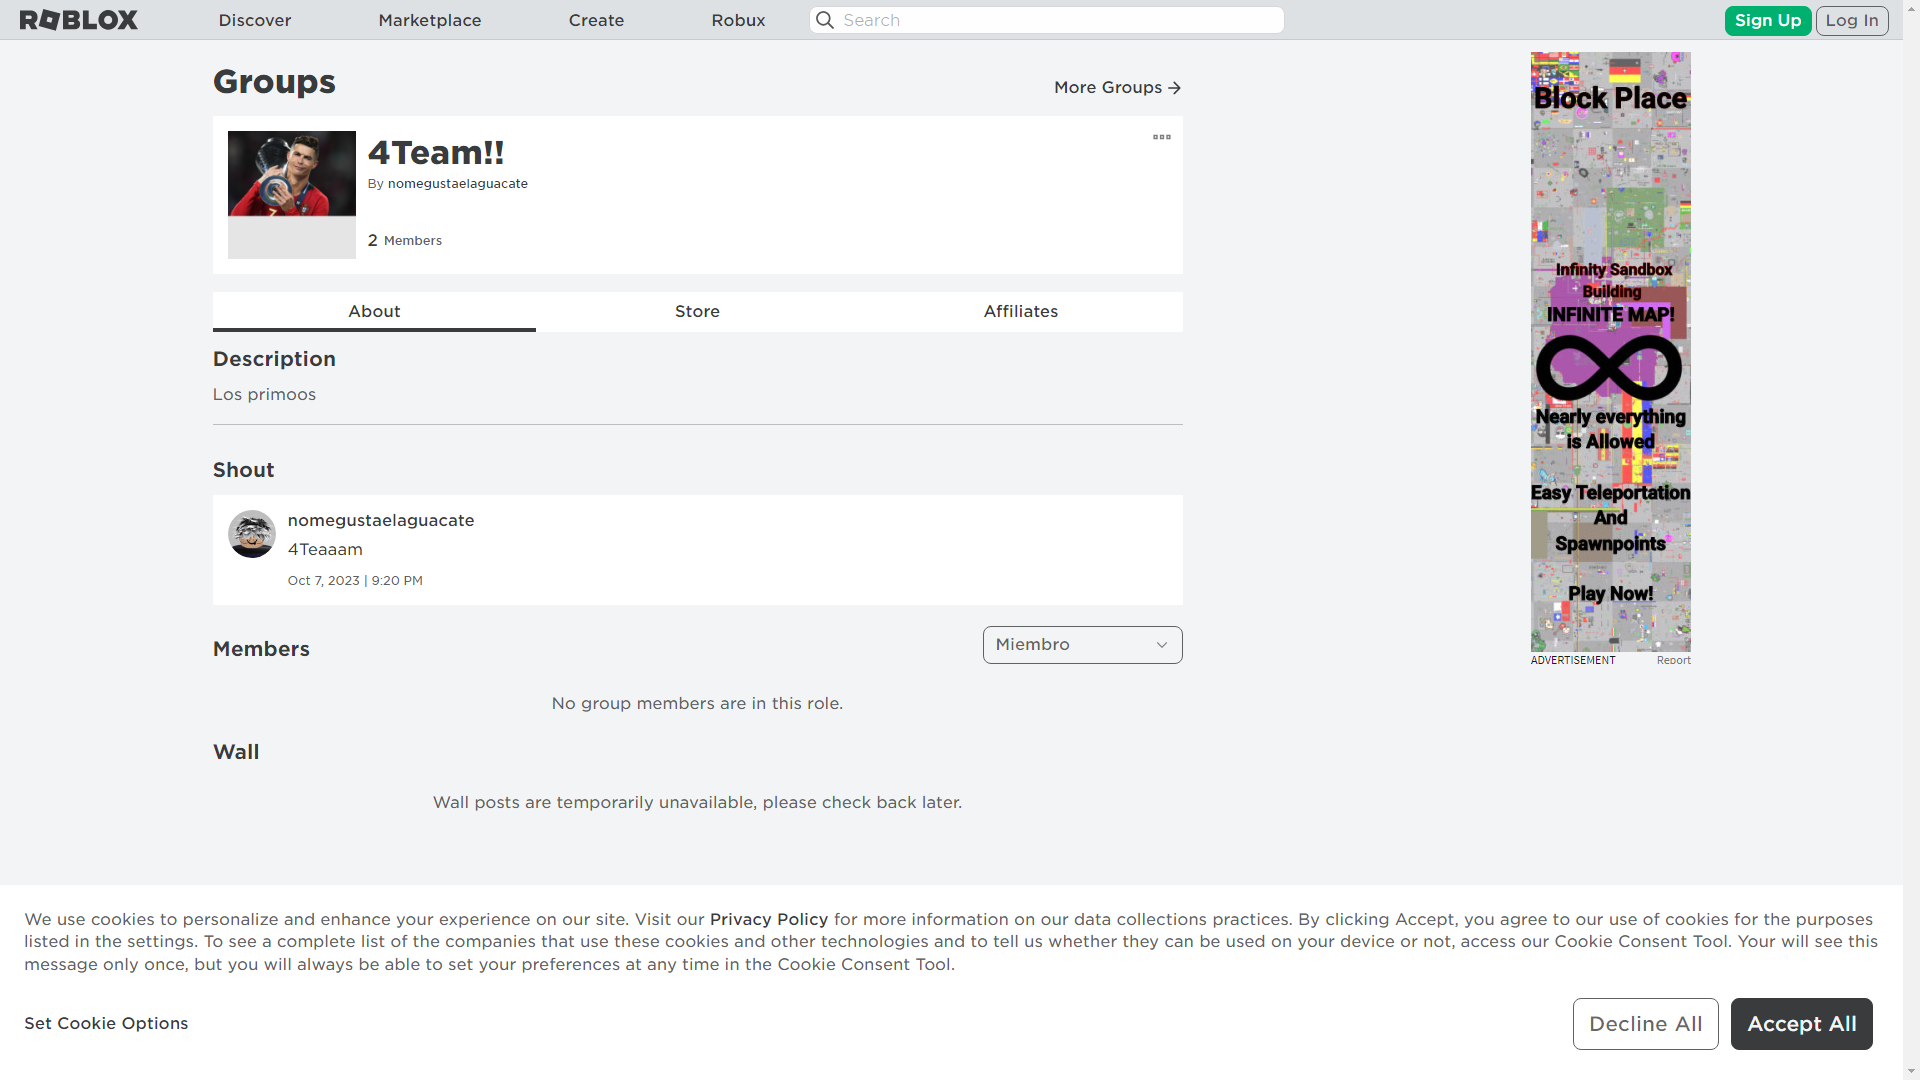 ROBLOX
Discover
Marketplace
Create
Robux
Search
Sign Up
Log In
Groups
More Groups
4Team!!
By nomegustaelaguacate
2 Members
About
Store
Affiliates
Description
Los primoos
Shout
nomegustaelaguacate
4Teaaam
Oct 7, 2023 | 9:20 PM
Members
Miembro
No group members are in this role.
Wall
Wall posts are temporarily unavailable, please check back later.
Block Place
Infinity Sandbox
Building
INFINITE MAP!
Nearly everything
is Allowed
Easy Teleportation
And
Spawnpoints
Play Now!
ADVERTISEMENT
Report
We use cookies to personalize and enhance your experience on our site. Visit our Privacy Policy for more information on our data collections practices. By clicking Accept, you agree to our use of cookies for the purposes
listed in the settings. To see a complete list of the companies that use these cookies and other technologies and to tell us whether they can be used on your device or not, access our Cookie Consent Tool. Your will see this
message only once, but you will always be able to set your preferences at any time in the Cookie Consent Tool.
Set Cookie Options
Decline All
Accept All